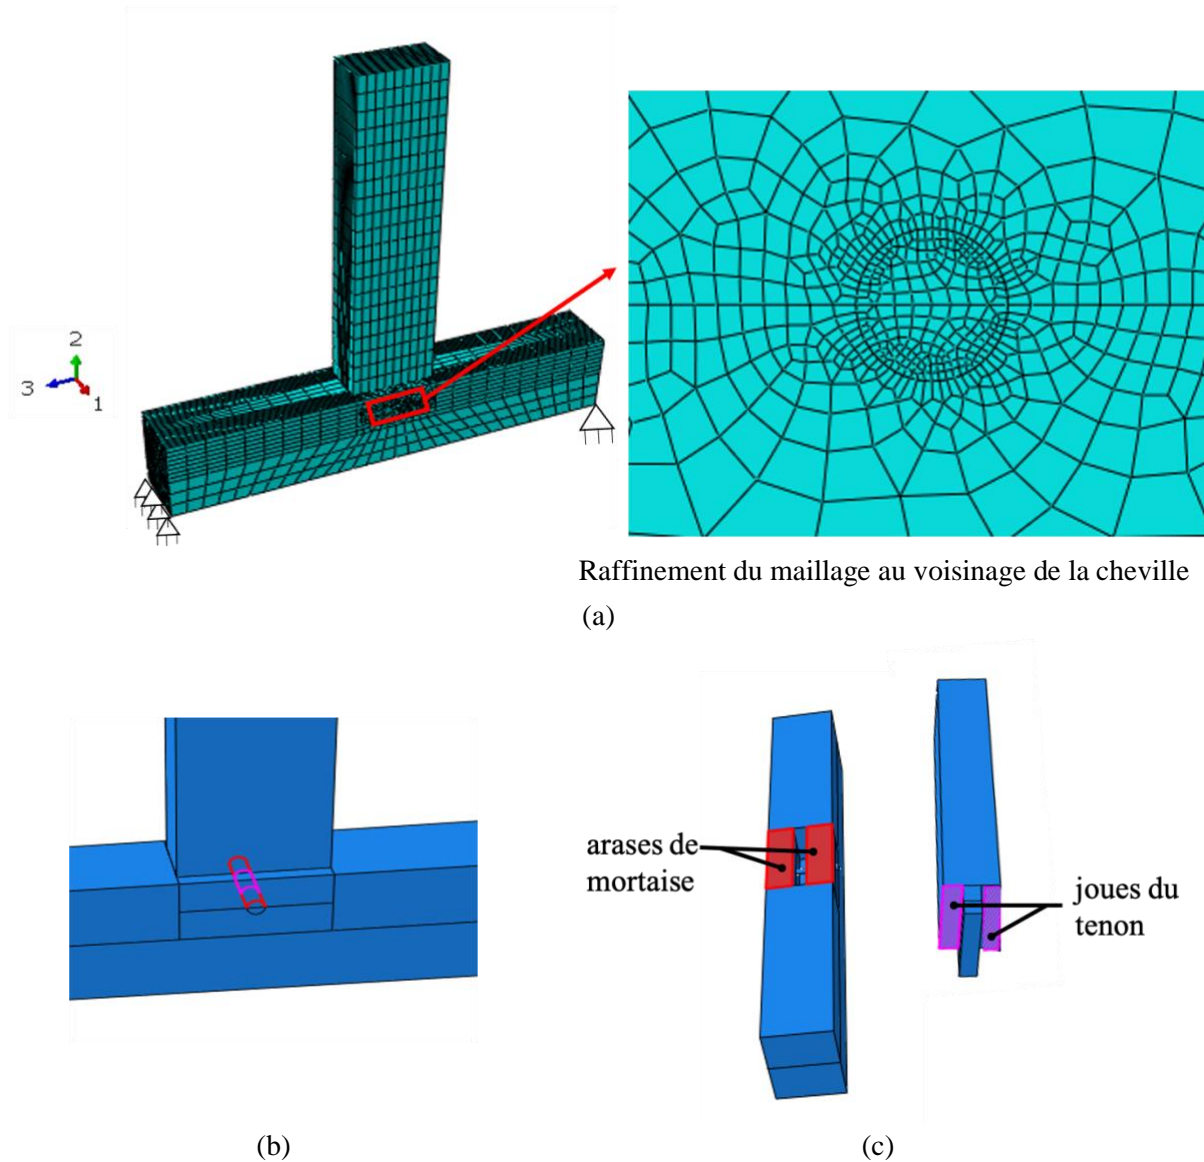 2
3
1
Raffinement du maillage au voisinage de la cheville
(a)
arases de
mortaise
joues du
tenon
(b)
(c)